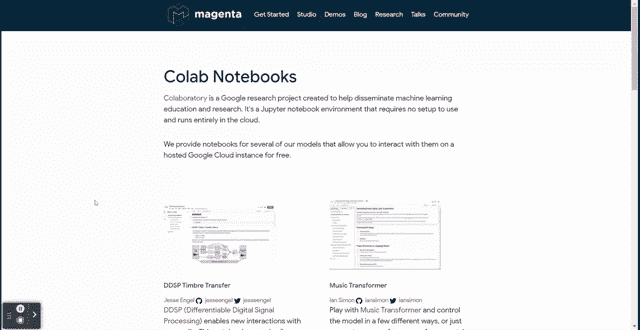 magenta
Get Started Studio Demos Blog Research Talks Community
Colab Notebooks
Colaboratory is a Google research project created to help disseminate machine learning
education and research. It's a Jupyter notebook environment that requires no setup to use
and runs entirely in the cloud.
We provide notebooks for several of our models that allow you to interact with them on a
hosted Google Cloud instance for free.
DDSP Timbre Transfer
Jesse Engel jesseengel jesseengel
DDSP (Differentiable Digital Signal
Processing) enables new interactions with
Music Transformer
Ian Simon iansimon iansimon
Play with Music Transformer and control
the model in a few different ways, or just